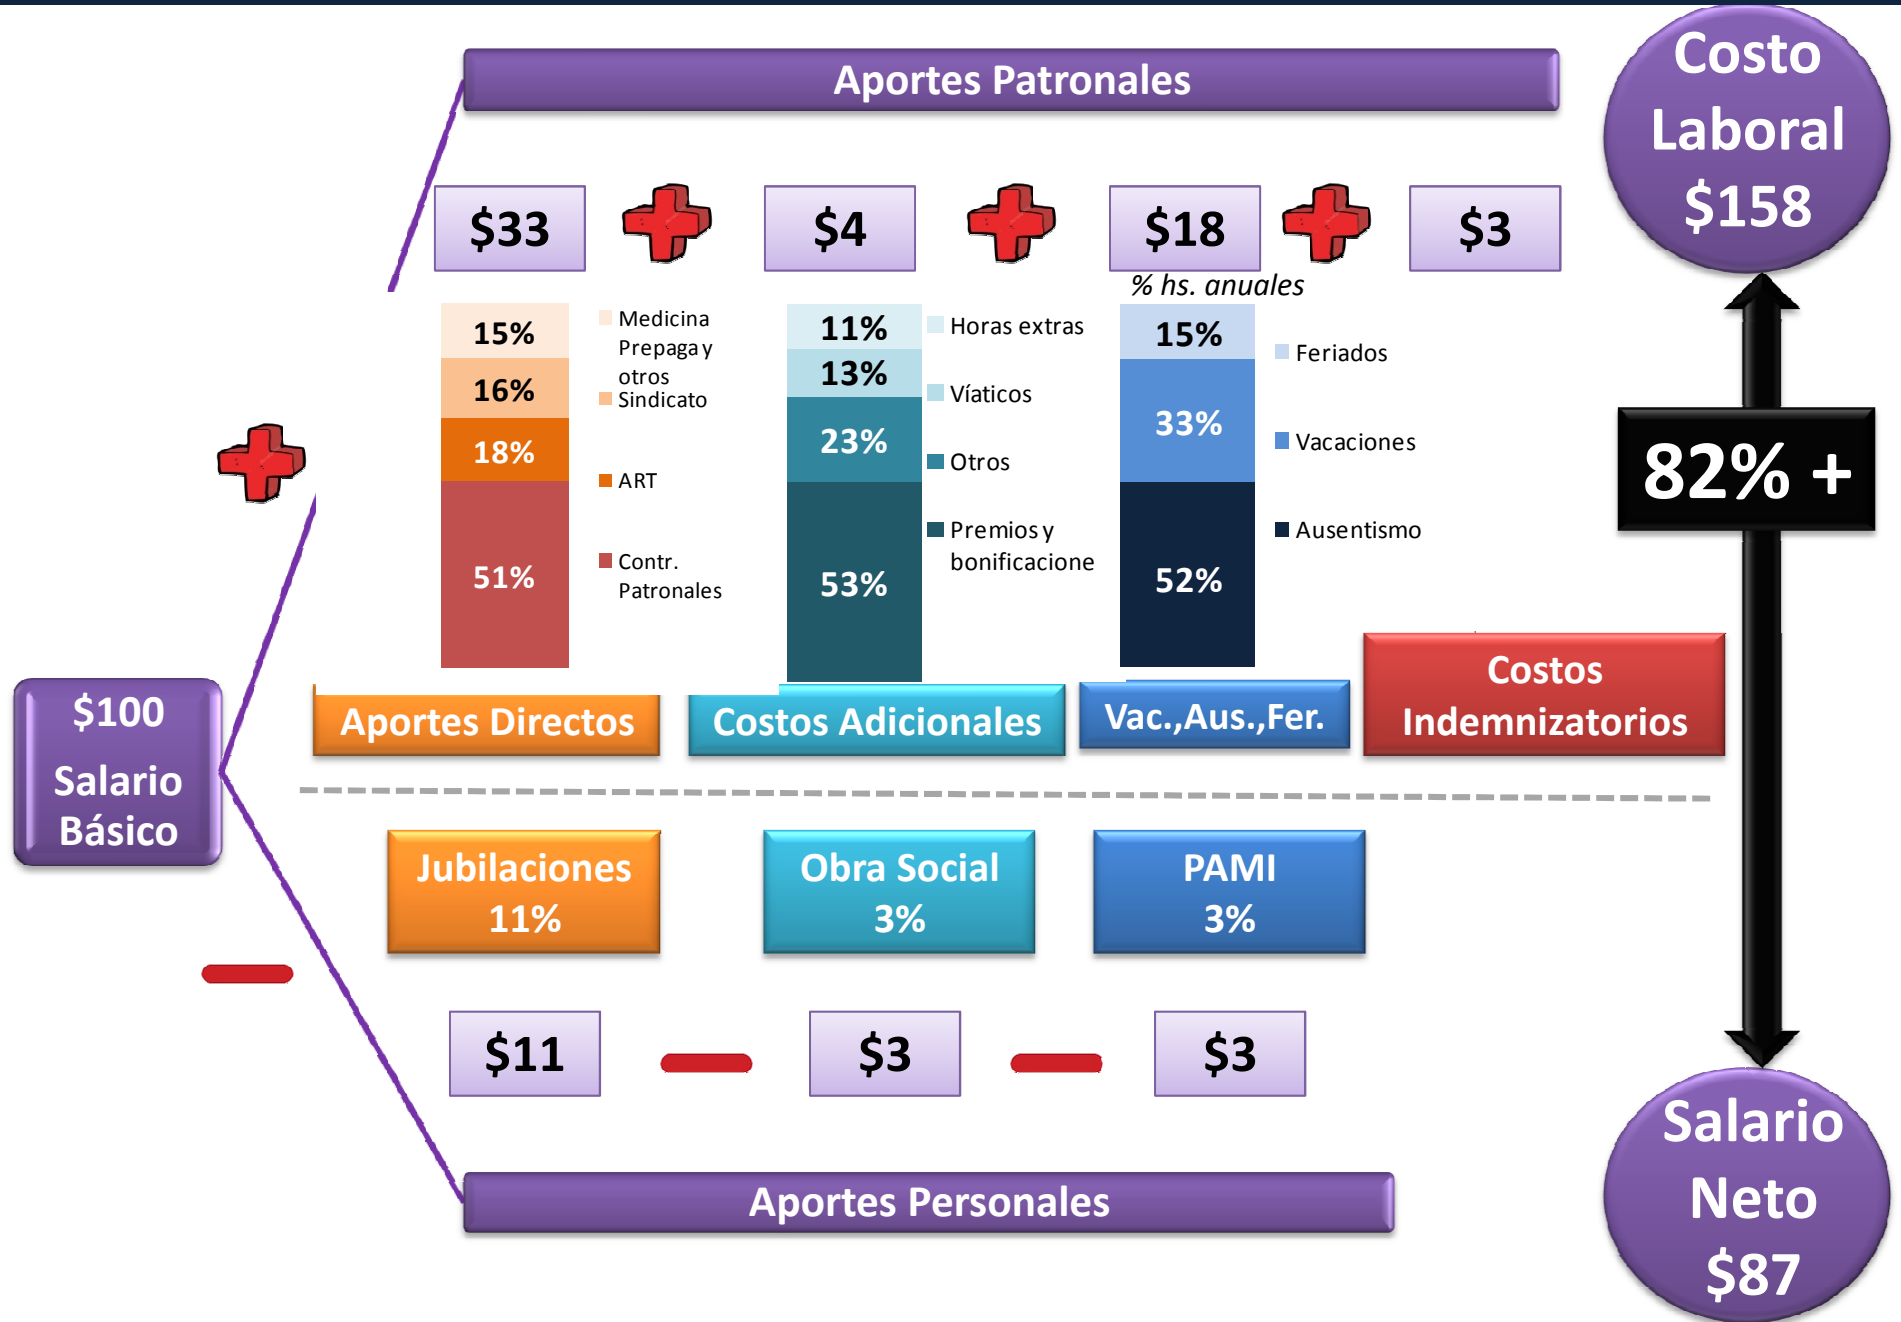 Aportes Patronales
Costo
Laboral
$158
$33
$4
$18
$3
% hs. anuales
15%
16%
18%
51%
Medicina
Prepaga y
otros
Sindicato
ART
Contr.
Patronales
11%
13%
23%
53%
Horas extras
Víaticos
Otros
Premios y
bonificacione
15%
33%
52%
Feriados
Vacaciones
Ausentismo
82% +
$100
Salario
Básico
Aportes Directos
Costos Adicionales
Vac.,Aus.,Fer.
Costos
Indemnizatorios
Jubilaciones
11%
Obra Social
3%
PAMI
3%
$11
$3
$3
Aportes Personales
Salario
Neto
$87